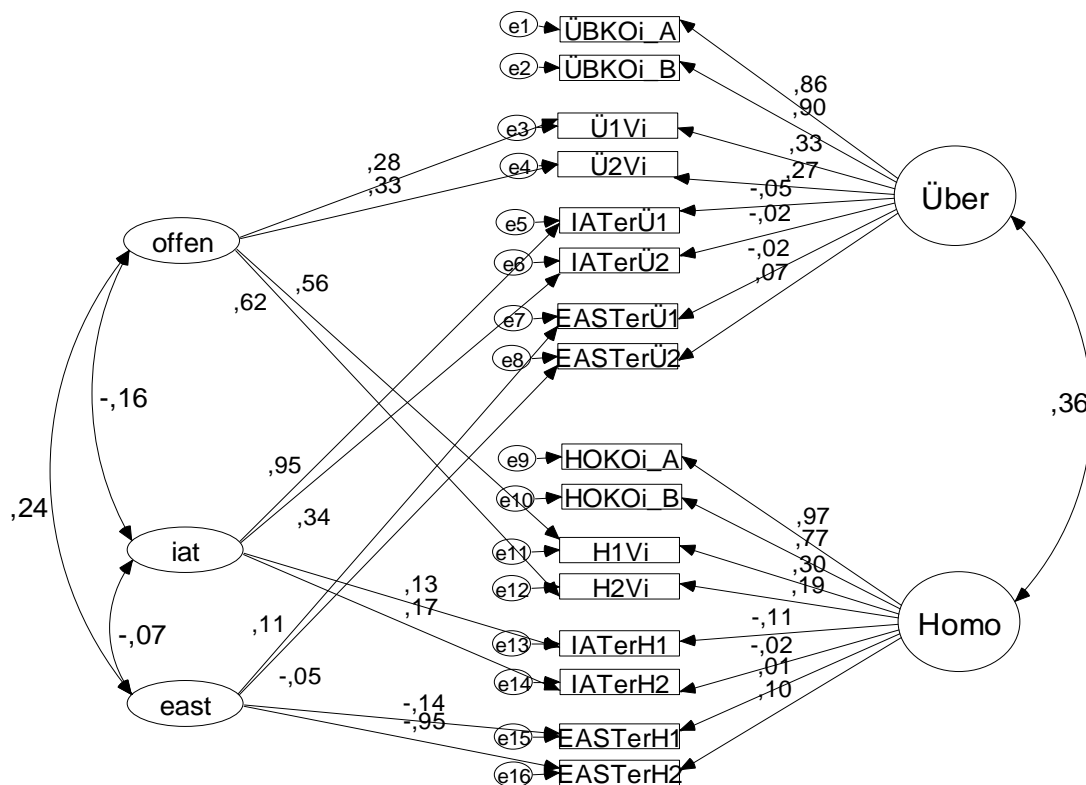 e1 ÜBKOi_A
e2 ÜBKOi_B
,86
,90
e3 Ü1Vi
,33
,28
e4 Ü2Vi
,27
,33
-,05
Über
e5 IATerÜ1
-,02
offen
e6 IATerÜ2
-,02
,56
,07
,62
e7 EASTerÜ1
e8 EASTerÜ2
-,16
,36
e9 HOKOi_A
,95
e10 HOKOi_B
,24
,34
,97
,77
iat
e11 H1Vi
,30
,13
e12 H2Vi
,19
,17
-,07
,11
e13 IATerH1
-,11
Homo
-,02
-,05
e14 IATerH2
,01
,10
east
-,14
-,95
e15 EASTerH1
e16 EASTerH2